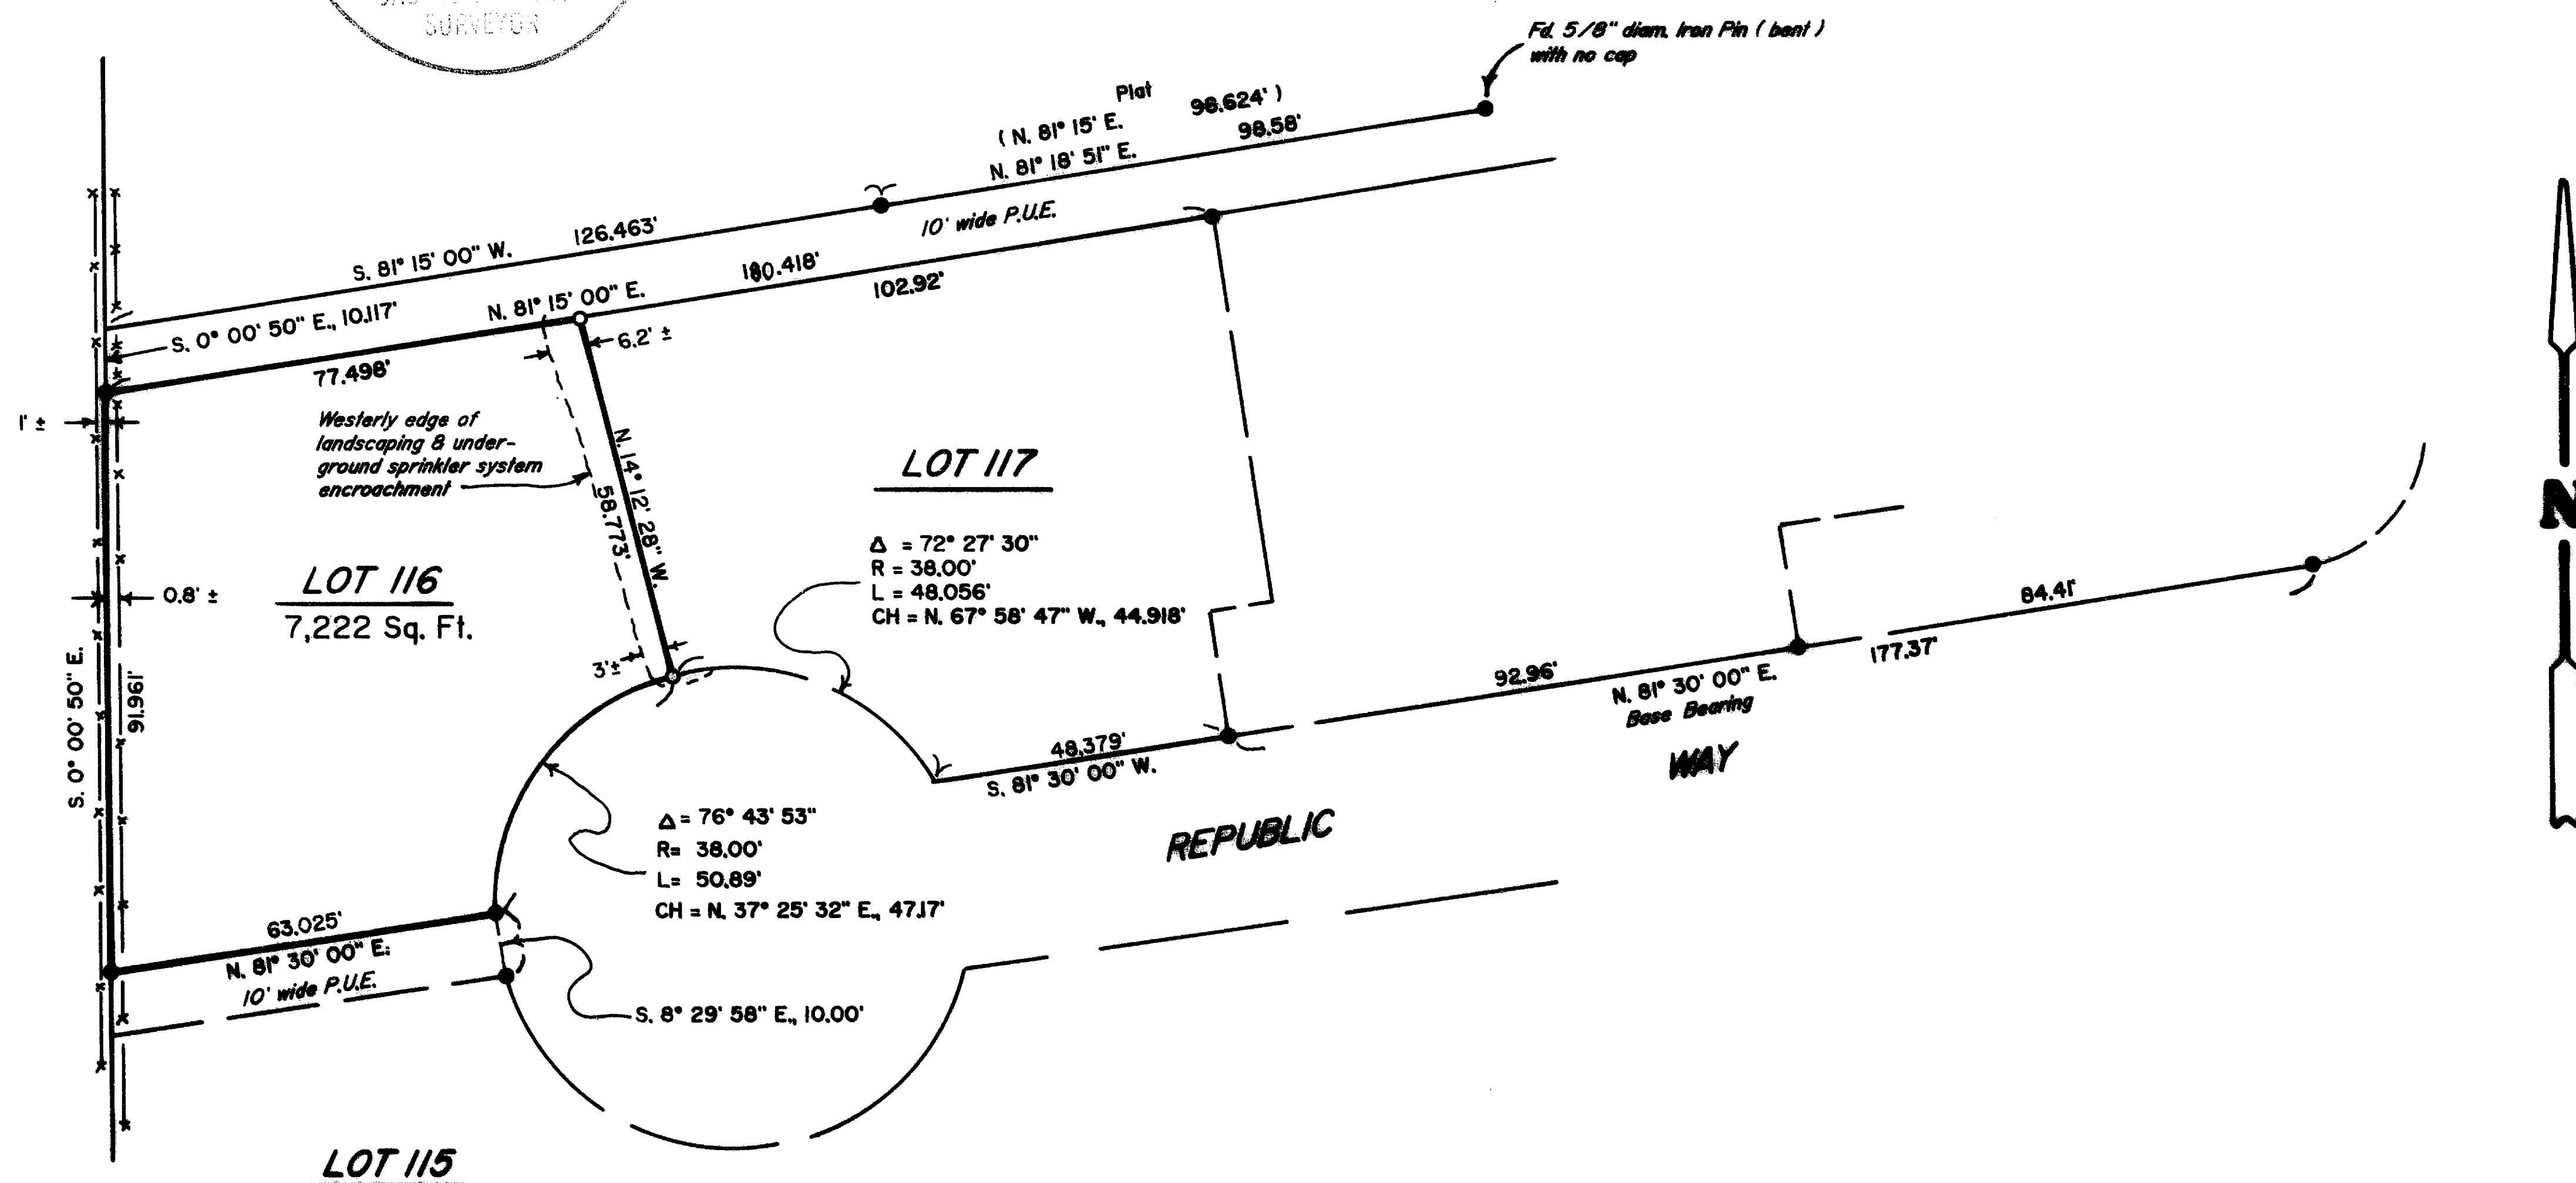 SURVEYOR
Fd. 5/8" diam. Iron Pin ( bent )
with no cap
Plat
( N. 81° 15' E. 98.624' )
N. 81° 18' 51" E. 98.58'
S. 81° 15' 00" W. 126.463'
10' wide P.U.E.
S. 0° 00' 50" E., 10.117'
N. 81° 15' 00" E. 180.418'
102.92'
77.498'
6.2' ±
1' ±
Westerly edge of
landscaping & under-
ground sprinkler system
encroachment
N. 14° 12' 28" W.
58.773'
LOT 117
Δ = 72° 27' 30"
R = 38.00'
L = 48.056'
CH = N. 67° 58' 47" W., 44.918'
LOT 116
7,222 Sq. Ft.
0.8' ±
3'±
S. 0° 00' 50" E.
91.961'
84.41'
177.37'
92.96'
N. 81° 30' 00" E.
Base Bearing
WAY
48.379'
S. 81° 30' 00" W.
REPUBLIC
Δ = 76° 43' 53"
R= 38.00'
L= 50.89'
CH = N. 37° 25' 32" E., 47.17'
63.025'
N. 81° 30' 00" E.
10' wide P.U.E.
S. 8° 29' 58" E., 10.00'
LOT 115
N